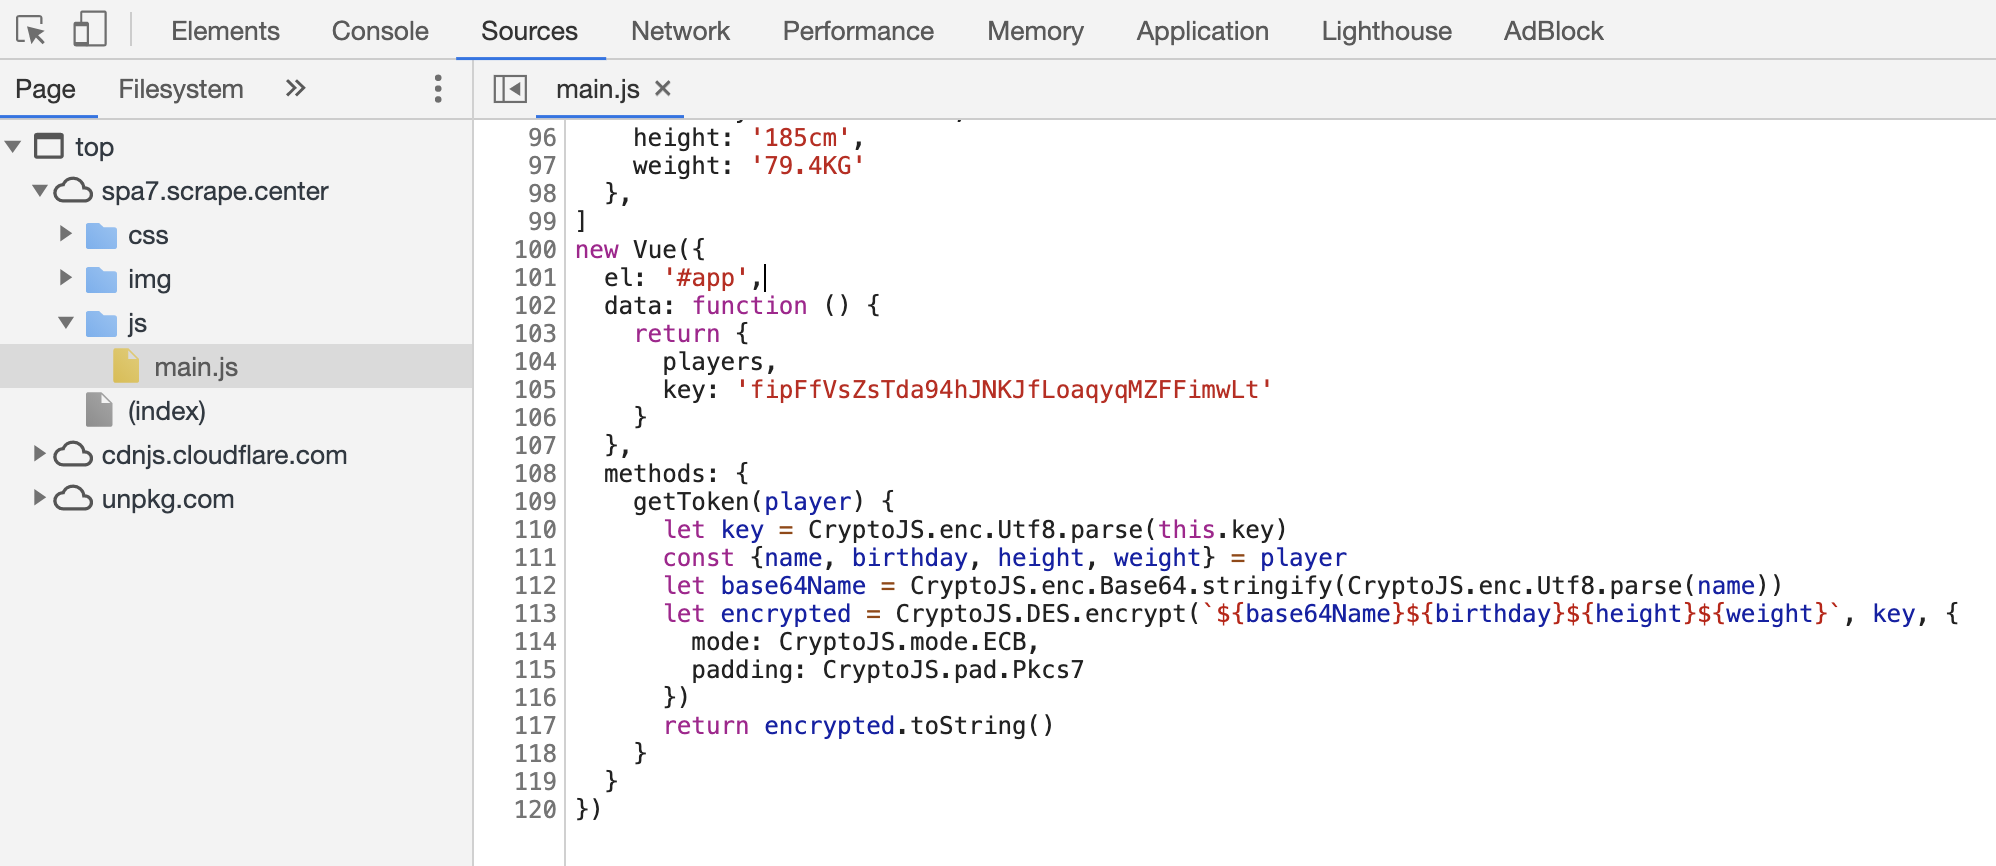 Elements Console Sources Network Performance Memory Application Lighthouse AdBlock
Page Filesystem »
main.js ×
top
spa7.scrape.center
css
img
js
main.js
(index)
cdnjs.cloudflare.com
unpkg.com
96 height: '185cm',
97 weight: '79.4KG'
98 },
99 ]
100 new Vue({
101 el: '#app',
102 data: function () {
103 return {
104 players,
105 key: 'fipFfVsZsTda94hJNKJfLoaqyqMZFFimwLt'
106 }
107 },
108 methods: {
109 getToken(player) {
110 let key = CryptoJS.enc.Utf8.parse(this.key)
111 const {name, birthday, height, weight} = player
112 let base64Name = CryptoJS.enc.Base64.stringify(CryptoJS.enc.Utf8.parse(name))
113 let encrypted = CryptoJS.DES.encrypt(`${base64Name}${birthday}${height}${weight}`, key, {
114 mode: CryptoJS.mode.ECB,
115 padding: CryptoJS.pad.Pkcs7
116 })
117 return encrypted.toString()
118 }
119 }
120 })